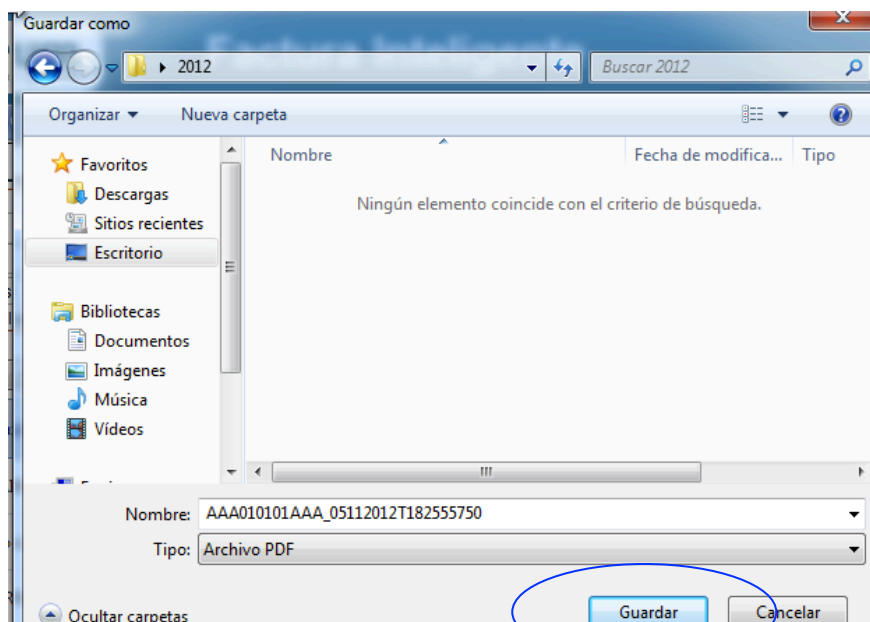 Guardar como
Factura Inteligente
2012
Buscar 2012
Organizar Nueva carpeta
Nombre Fecha de modifica... Tipo
Ningún elemento coincide con el criterio de búsqueda.
Favoritos
Descargas
Sitios recientes
Escritorio
Bibliotecas
Documentos
Imágenes
Música
Vídeos
Nombre: AAA010101AAA_05112012T182555750
Tipo: Archivo PDF
Ocultar carpetas Guardar Cancelar